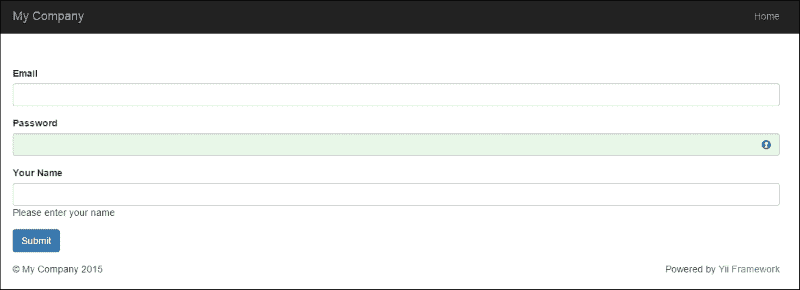 My Company Home
Email
Password
Your Name
Please enter your name
Submit
© My Company 2015 Powered by Yii Framework